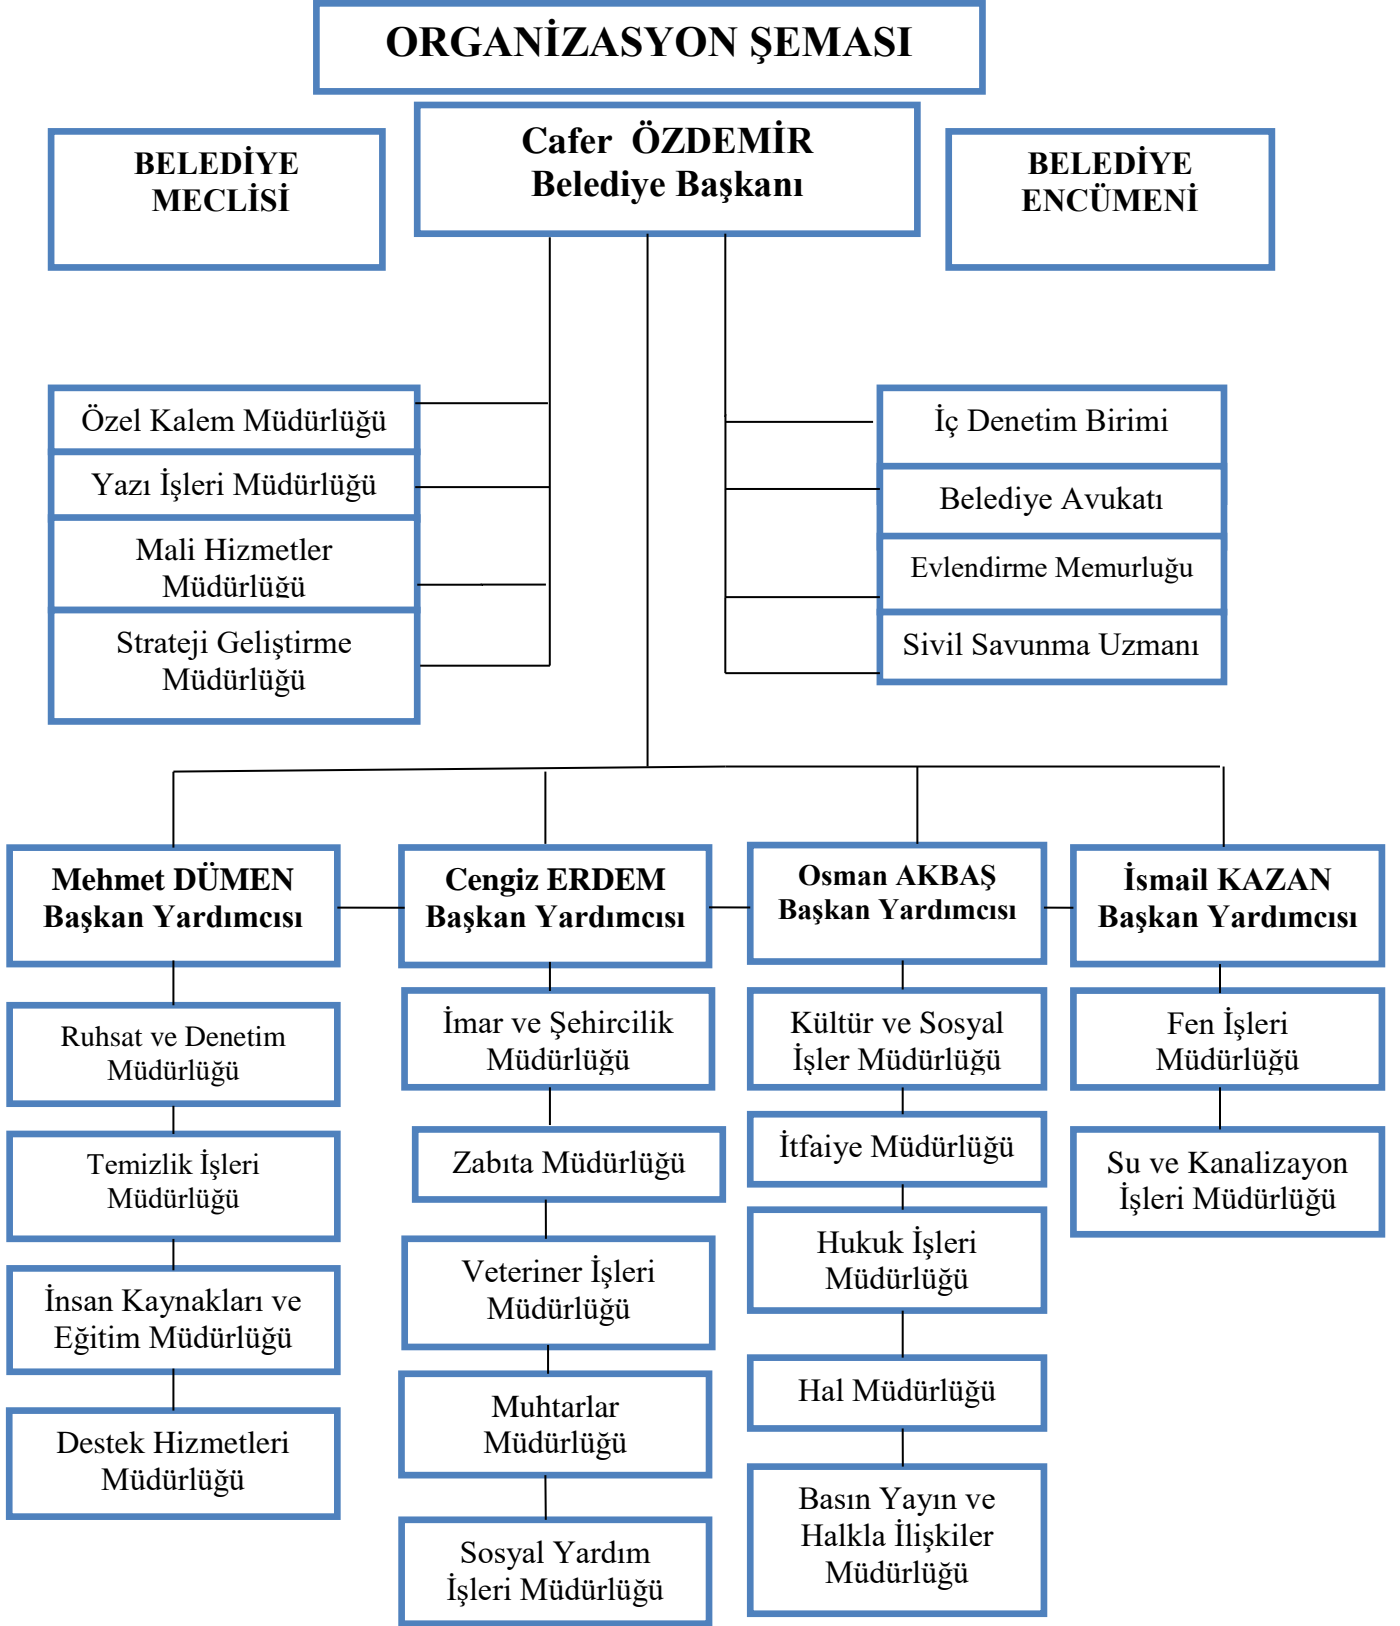 ORGANİZASYON ŞEMASI
Cafer ÖZDEMİR
Belediye Başkanı
BELEDİYE
MECLİSİ
BELEDİYE
ENCÜMENİ
Özel Kalem Müdürlüğü
Yazı İşleri Müdürlüğü
Mali Hizmetler
Müdürlüğü
Strateji Geliştirme
Müdürlüğü
İç Denetim Birimi
Belediye Avukatı
Evlendirme Memurluğu
Sivil Savunma Uzmanı
Mehmet DÜMEN
Başkan Yardımcısı
Ruhsat ve Denetim
Müdürlüğü
Temizlik İşleri
Müdürlüğü
İnsan Kaynakları ve
Eğitim Müdürlüğü
Destek Hizmetleri
Müdürlüğü
Cengiz ERDEM
Başkan Yardımcısı
İmar ve Şehircilik
Müdürlüğü
Zabıta Müdürlüğü
Veteriner İşleri
Müdürlüğü
Muhtarlar
Müdürlüğü
Sosyal Yardım
İşleri Müdürlüğü
Osman AKBAŞ
Başkan Yardımcısı
Kültür ve Sosyal
İşler Müdürlüğü
İtfaiye Müdürlüğü
Hukuk İşleri
Müdürlüğü
Hal Müdürlüğü
Basın Yayın ve
Halkla İlişkiler
Müdürlüğü
İsmail KAZAN
Başkan Yardımcısı
Fen İşleri
Müdürlüğü
Su ve Kanalizayon
İşleri Müdürlüğü